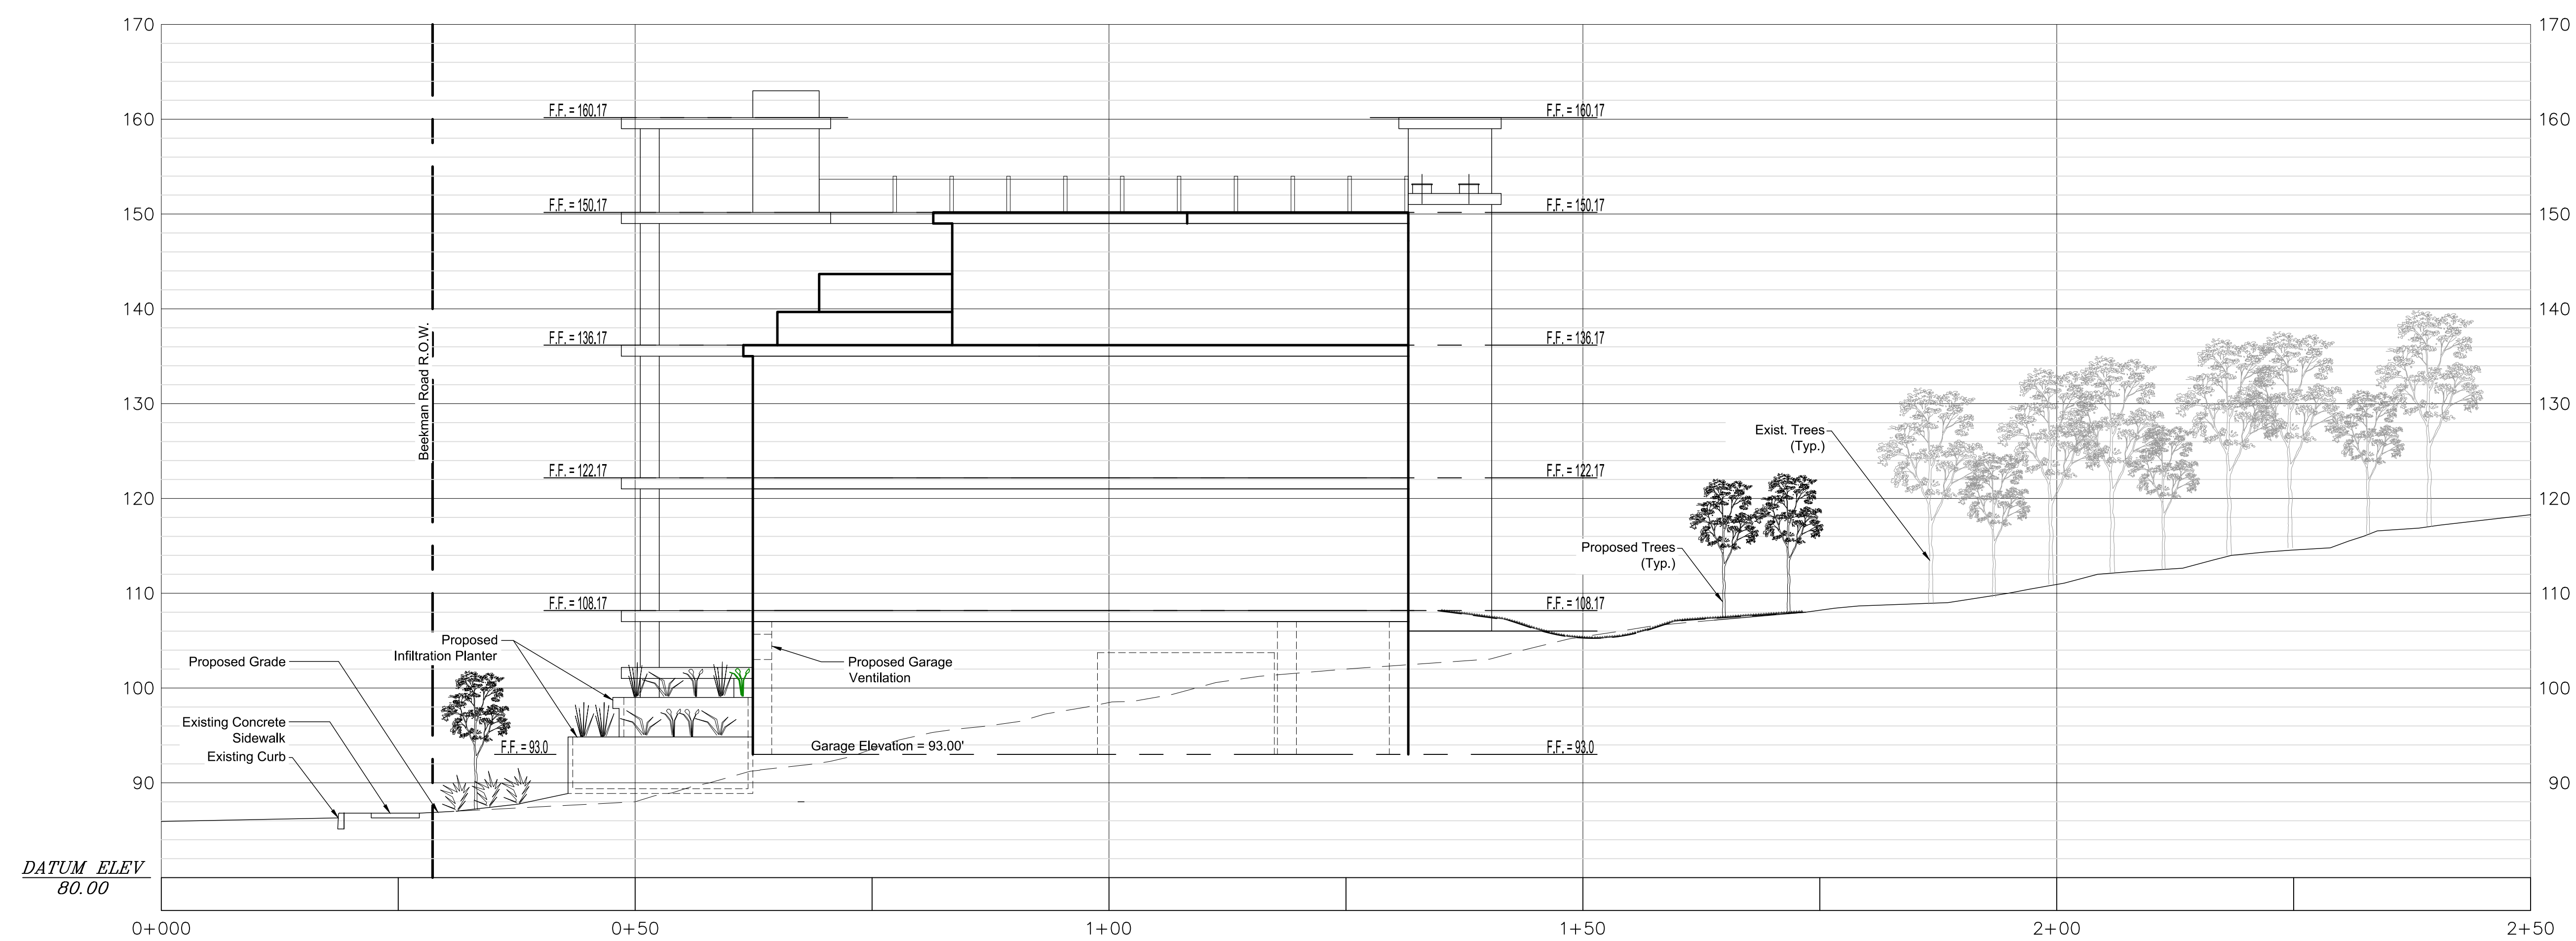 170
170
F.F. = 160.17
F.F. = 160.17
160
160
F.F. = 150.17
F.F. = 150.17
150
150
140
140
F.F. = 136.17
F.F. = 136.17
Beekman Road R.O.W.
130
130
Exist. Trees
(Typ.)
F.F. = 122.17
F.F. = 122.17
120
120
Proposed Trees
(Typ.)
110
110
F.F. = 108.17
F.F. = 108.17
Proposed
Infiltration Planter
Proposed Grade
Proposed Garage
Ventilation
100
100
Existing Concrete
Sidewalk
Existing Curb
F.F. = 93.0
Garage Elevation = 93.00'
F.F. = 93.0
90
90
DATUM ELEV
80.00
0+000
0+50
1+00
1+50
2+00
2+50